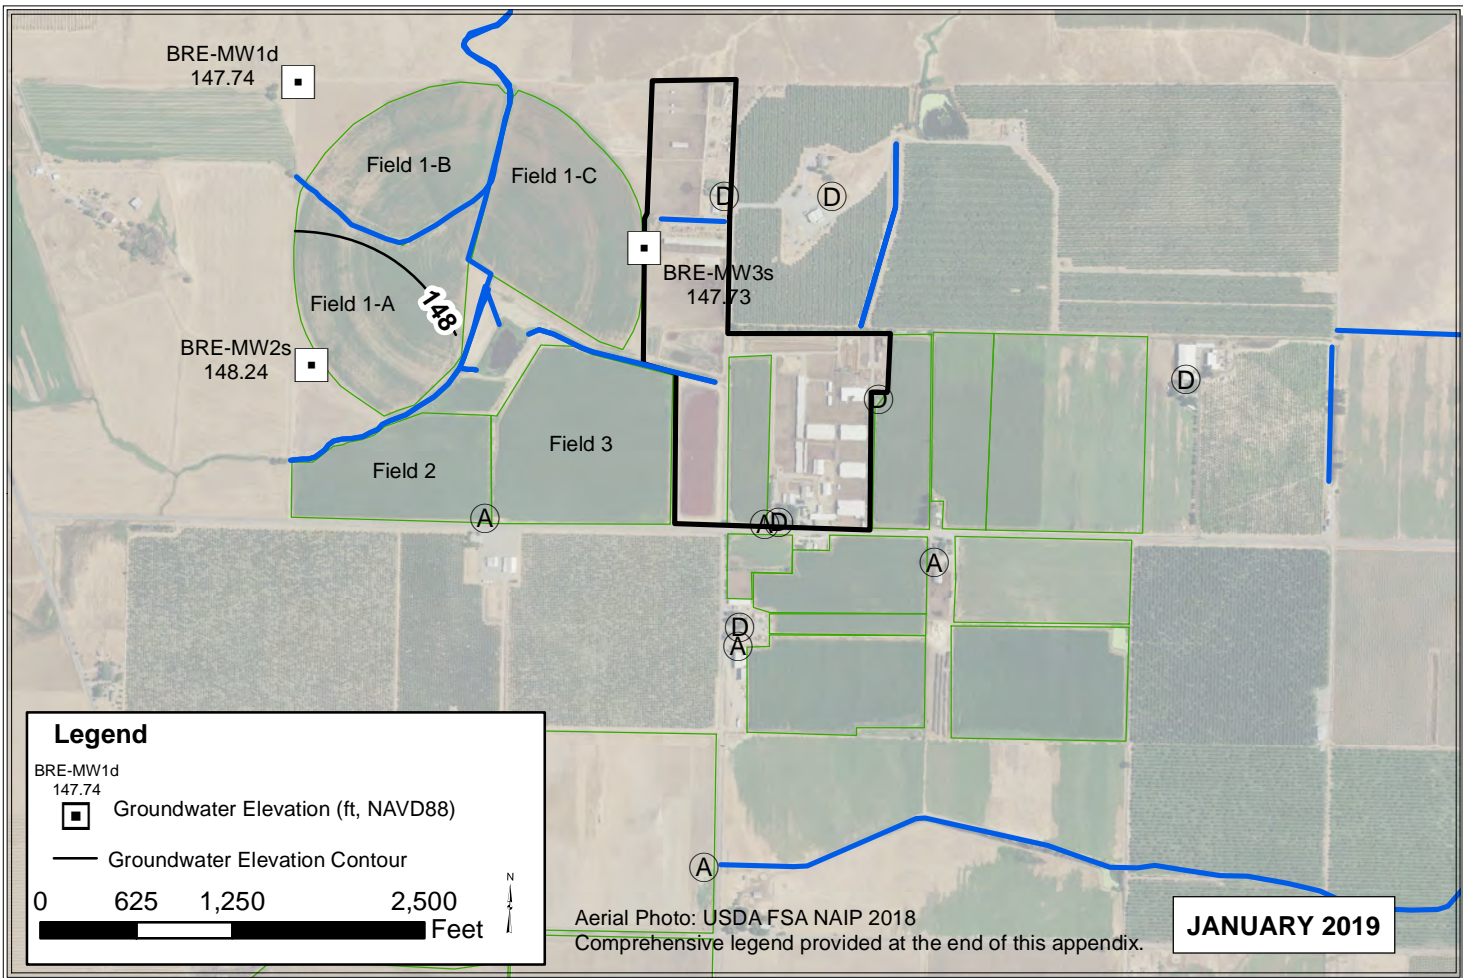 BRE-MW1d
147.74
Field 1-B
Field 1-C
D
D
BRE-MW3s
147.73
Field 1-A
148
BRE-MW2s
148.24
D
D
Field 3
Field 2
A
A
D
A
D
A
Legend
BRE-MW1d
147.74
Groundwater Elevation (ft, NAVD88)
Groundwater Elevation Contour
0 625 1,250 2,500
Feet
N
A
Aerial Photo: USDA FSA NAIP 2018
Comprehensive legend provided at the end of this appendix.
JANUARY 2019